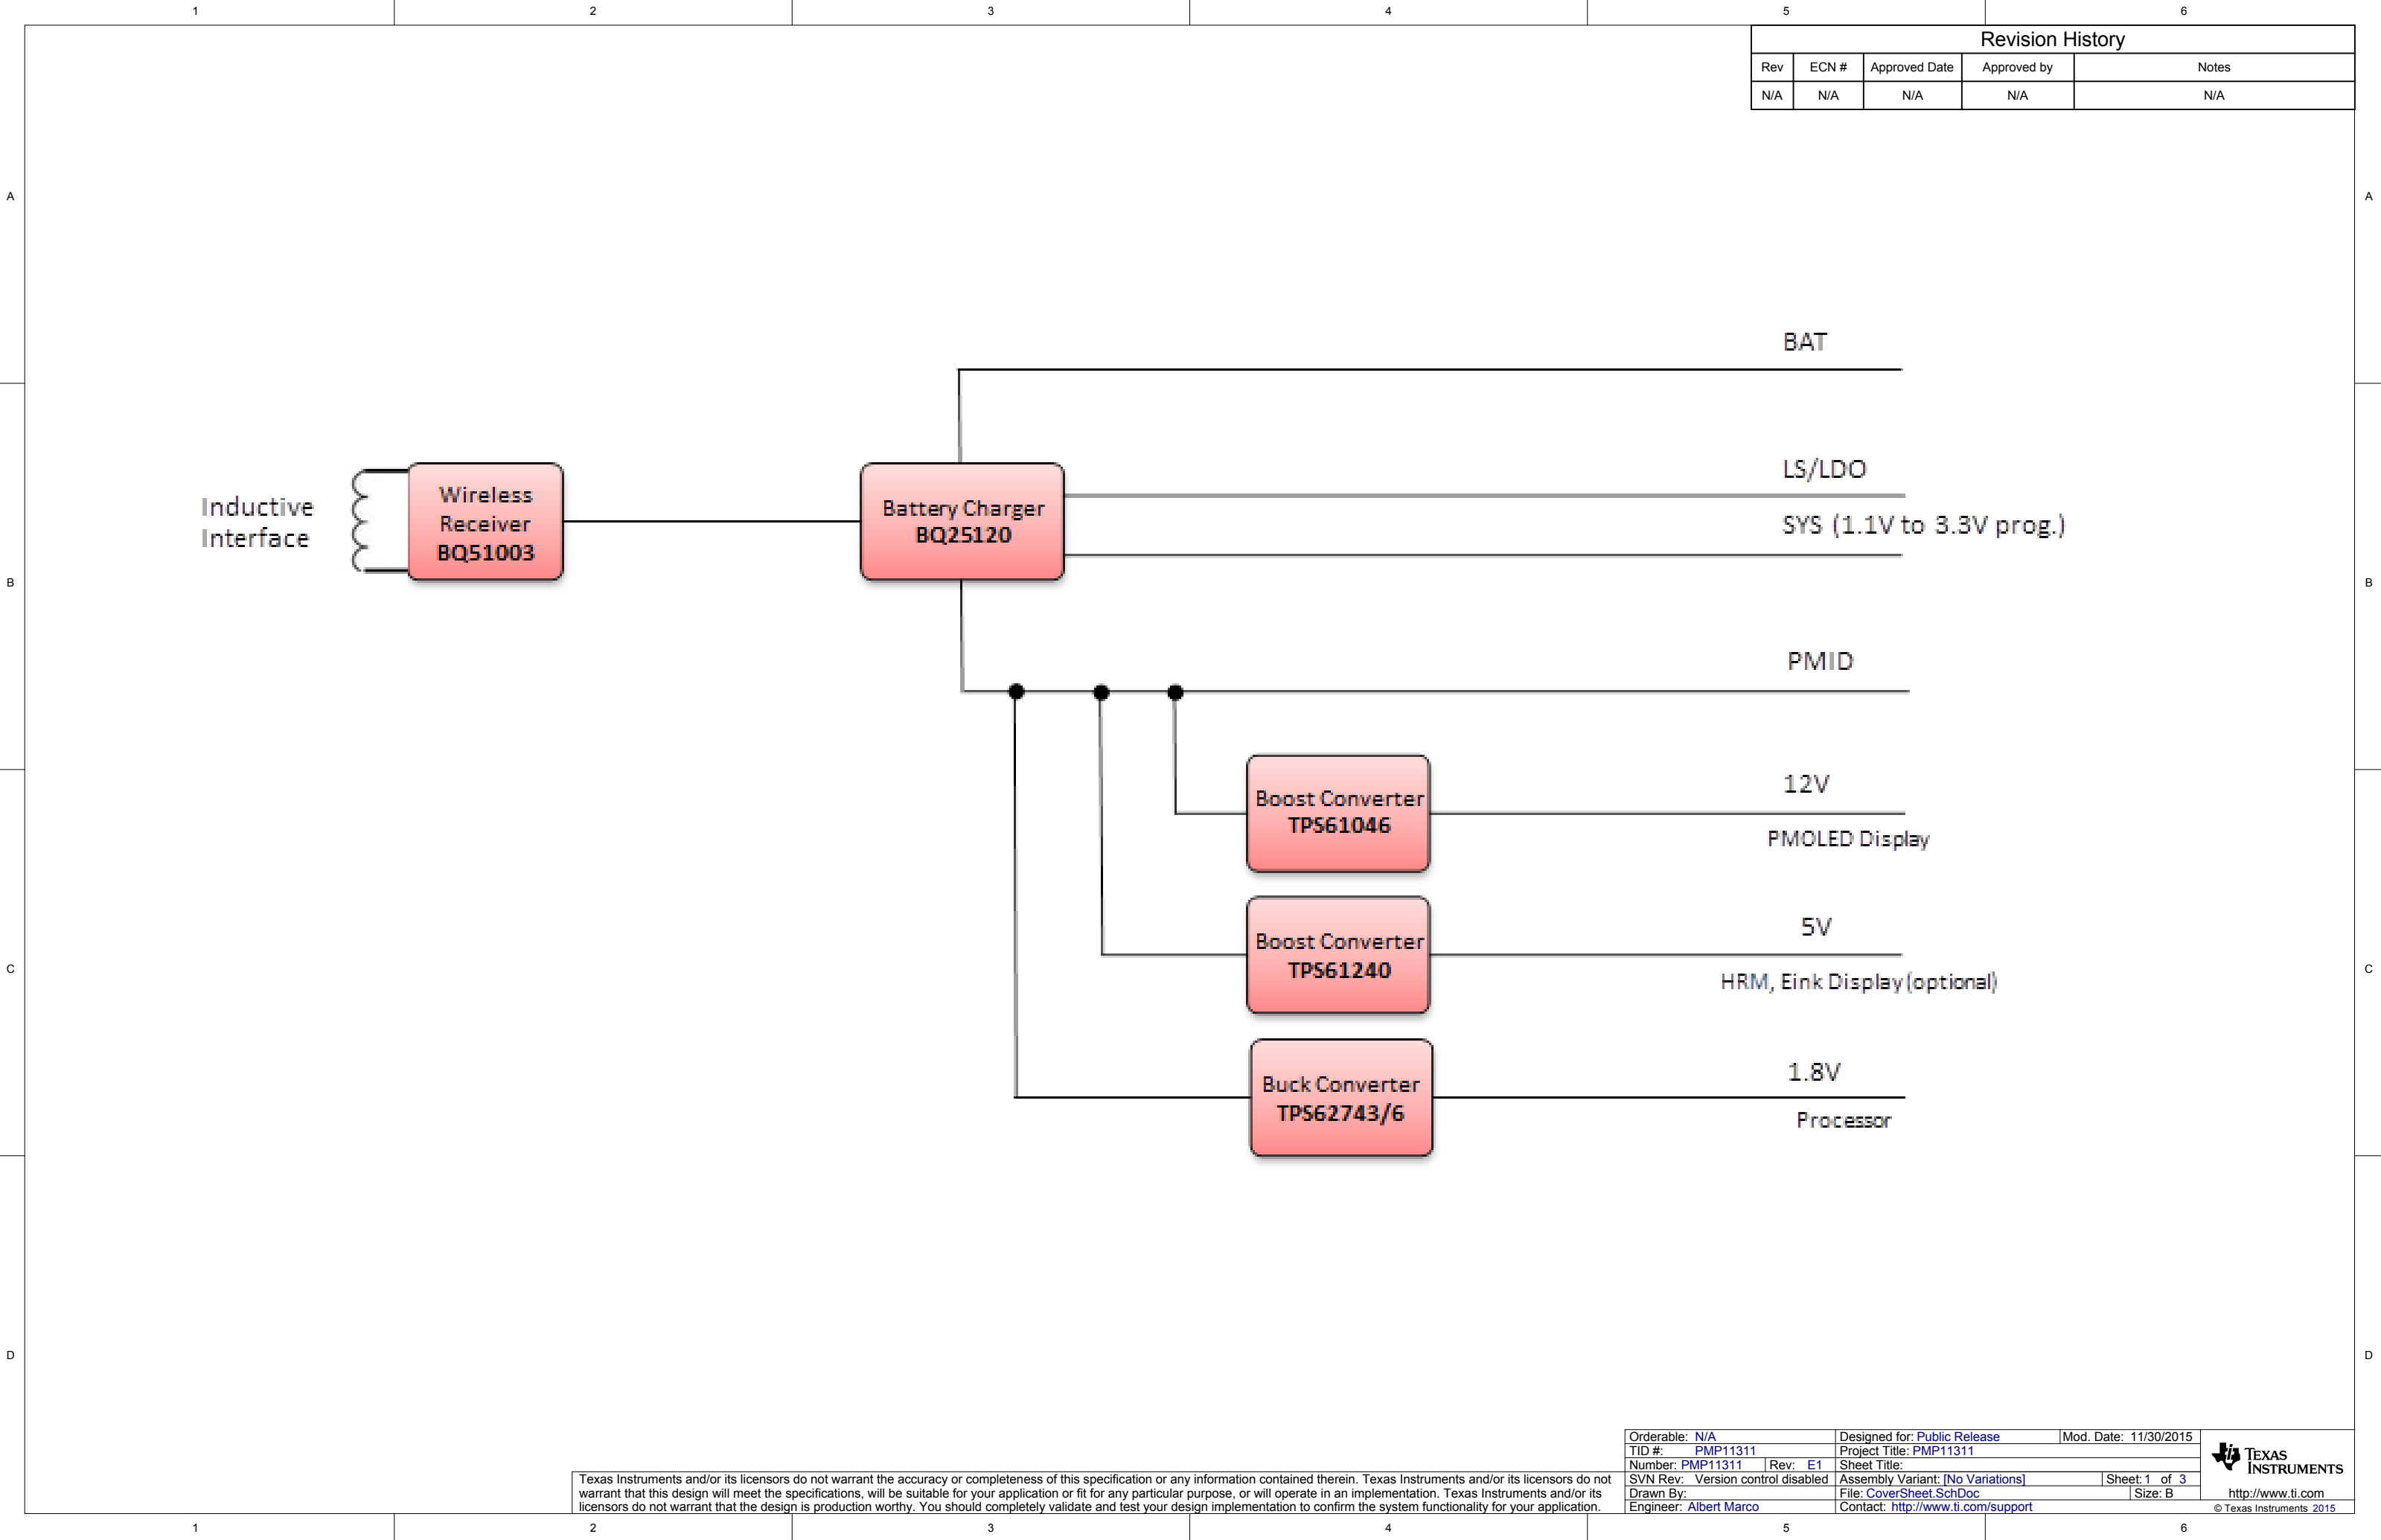 1 2 3 4 5 6
Revision History
Rev ECN # Approved Date Approved by Notes
N/A N/A N/A N/A N/A
A A
BAT
LS/LDO
Inductive
Interface
Wireless
Receiver
BQ51003
Battery Charger
BQ25120
SYS (1.1V to 3.3V prog.)
B B
PMID
12V
Boost Converter
TPS61046
PMOLED Display
5V
Boost Converter
TPS61240
HRM, Eink Display(optional)
C C
1.8V
Buck Converter
TPS62743/6
Processor
D D
Texas Instruments and/or its licensors do not warrant the accuracy or completeness of this specification or any information contained therein. Texas Instruments and/or its licensors do not
warrant that this design will meet the specifications, will be suitable for your application or fit for any particular purpose, or will operate in an implementation. Texas Instruments and/or its
licensors do not warrant that the design is production worthy. You should completely validate and test your design implementation to confirm the system functionality for your application.
Orderable: N/A Designed for: Public Release Mod. Date: 11/30/2015
TID #: PMP11311 Project Title: PMP11311
Number: PMP11311 Rev: E1 Sheet Title:
SVN Rev: Version control disabled Assembly Variant: [No Variations] Sheet: 1 of 3
Drawn By: File: CoverSheet.SchDoc Size: B
Engineer: Albert Marco Contact: http://www.ti.com/support
TEXAS
INSTRUMENTS
http://www.ti.com
© Texas Instruments 2015
1 2 3 4 5 6